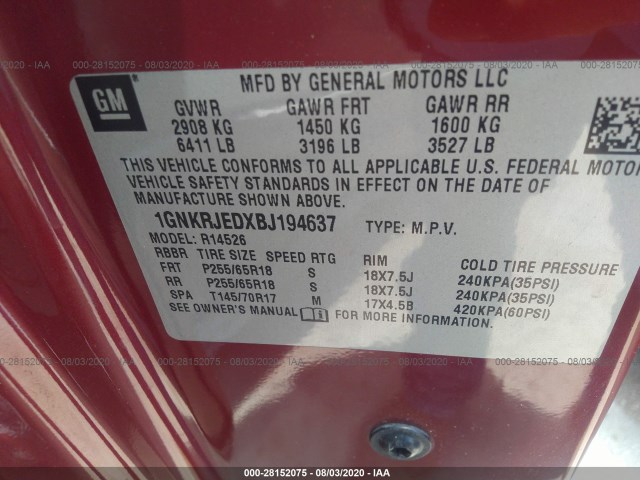 000-28152075 - 08/03/2020 - IAA
GM
MFD BY GENERAL MOTORS LLC
GVWR GAWR FRT GAWR RR
2908 KG 1450 KG 1600 KG
6411 LB 3196 LB 3527 LB
THIS VEHICLE CONFORMS TO ALL APPLICABLE U.S. FEDERAL MOTOR
VEHICLE SAFETY STANDARDS IN EFFECT ON THE DATE OF
MANUFACTURE SHOWN ABOVE.
1GNKRJEDXBJ194637 TYPE: M.P.V.
MODEL: R14526
RBBR TIRE SIZE SPEED RTG RIM COLD TIRE PRESSURE
FRT P255/65R18 S 18X7.5J 240KPA(35PSI)
RR P255/65R18 S 18X7.5J 240KPA(35PSI)
SPA T145/70R17 M 17X4.5B 420KPA(60PSI)
SEE OWNER'S MANUAL FOR MORE INFORMATION.
000-28152075 - 08/03/2020 - IAA